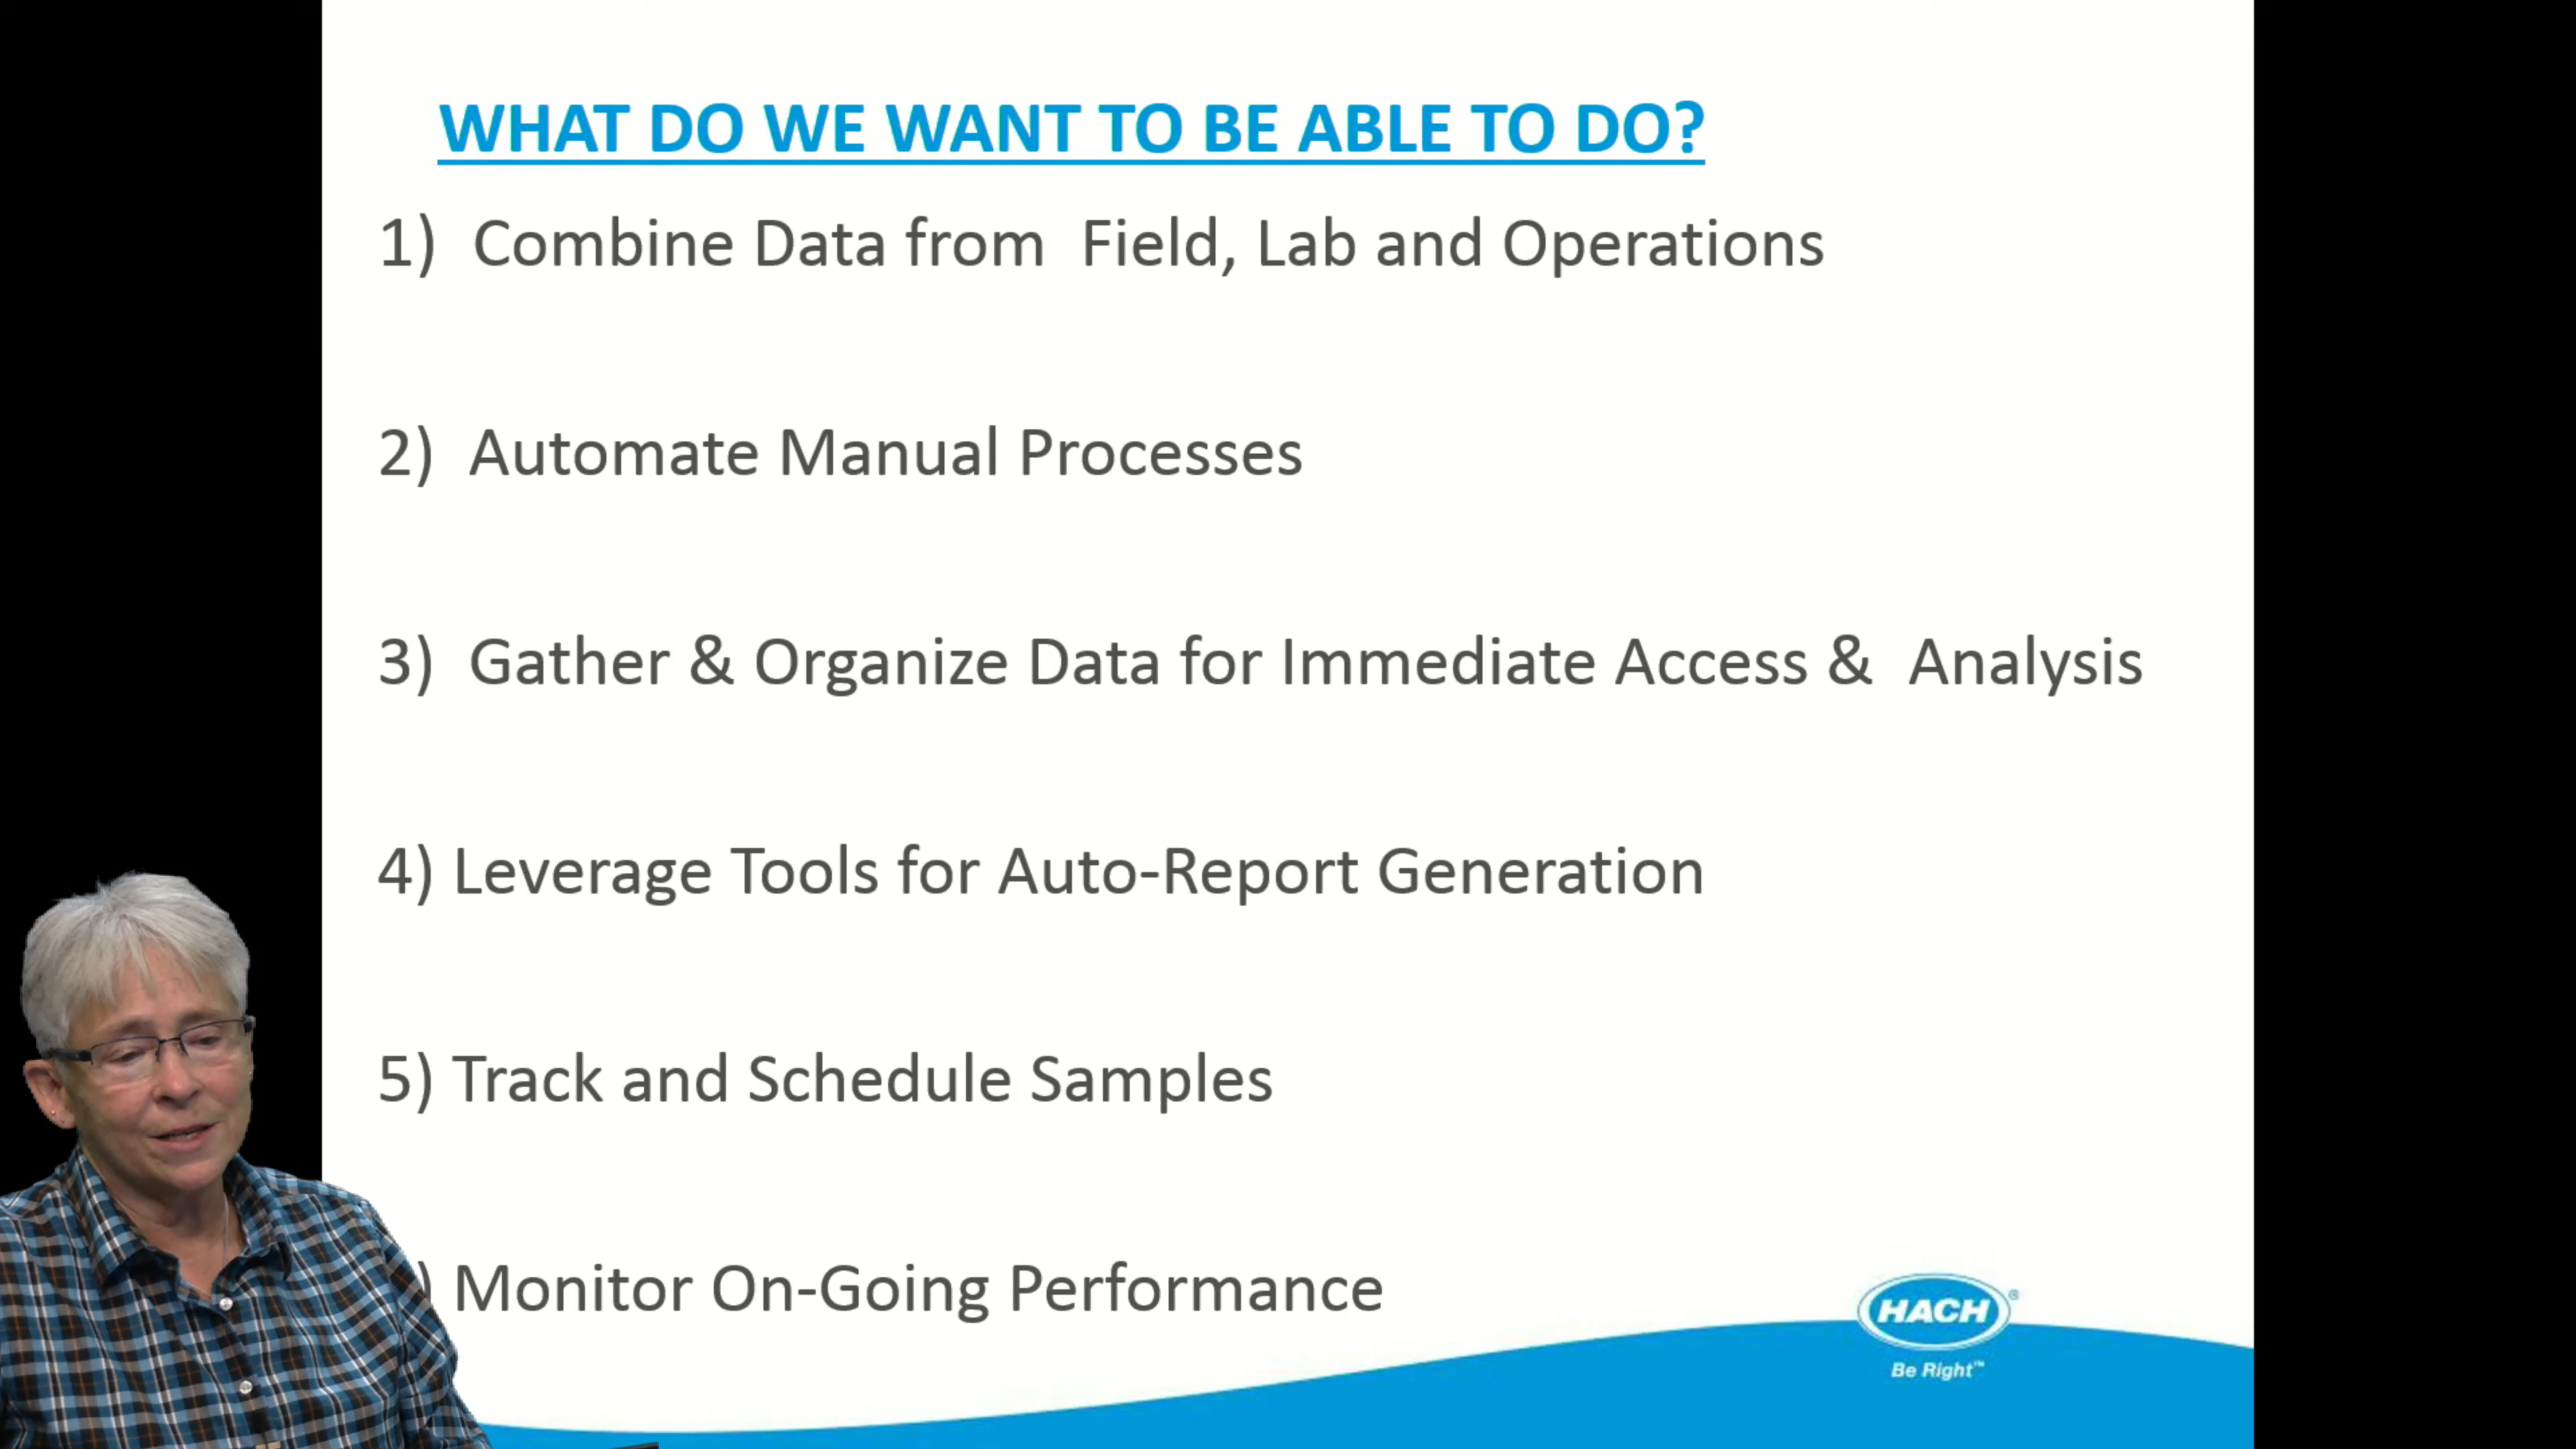 WHAT DO WE WANT TO BE ABLE TO DO?
1) Combine Data from Field, Lab and Operations
2) Automate Manual Processes
3) Gather & Organize Data for Immediate Access & Analysis
4) Leverage Tools for Auto-Report Generation
5) Track and Schedule Samples
) Monitor On-Going Performance
HACH®
Be Right™